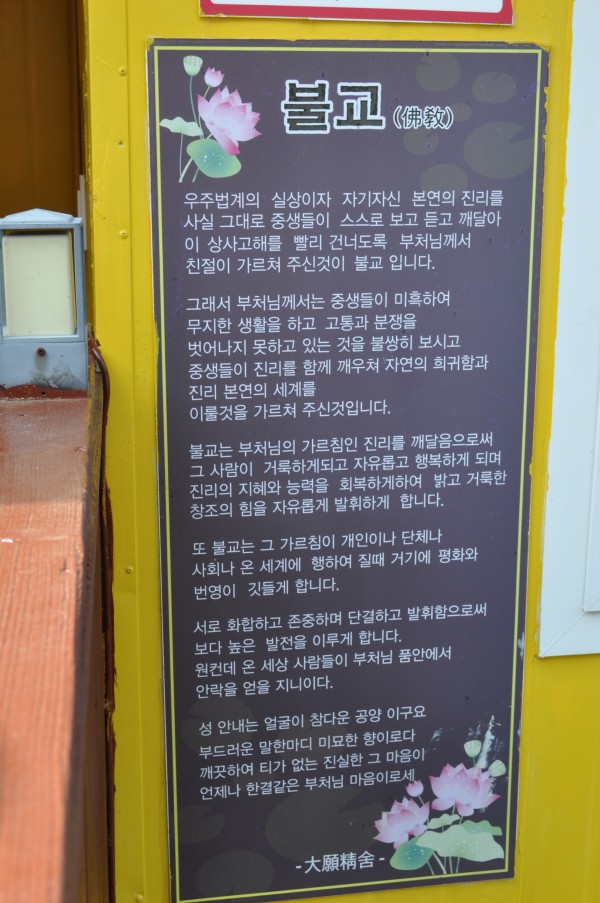 불교 (佛敎)
우주법계의 실상이자 자기자신 본연의 진리를
사실 그대로 중생들이 스스로 보고 듣고 깨달아
이 상사고해를 빨리 건너도록 부처님께서
친절이 가르쳐 주신것이 불교 입니다.
그래서 부처님께서는 중생들이 미혹하여
무지한 생활을 하고 고통과 분쟁을
벗어나지 못하고 있는 것을 불쌍히 보시고
중생들이 진리를 함께 깨우쳐 자연의 희귀함과
진리 본연의 세계를
이룰것을 가르쳐 주신것입니다.
불교는 부처님의 가르침인 진리를 깨달음으로써
그 사람이 거룩하게되고 자유롭고 행복하게 되며
진리의 지혜와 능력을 회복하게하여 밝고 거룩한
창조의 힘을 자유롭게 발휘하게 합니다.
또 불교는 그 가르침이 개인이나 단체나
사회나 온 세계에 행하여 질때 거기에 평화와
번영이 깃들게 합니다.
서로 화합하고 존중하며 단결하고 발휘함으로써
보다 높은 발전을 이루게 합니다.
원컨데 온 세상 사람들이 부처님 품안에서
안락을 얻을 지니이다.
성 안내는 얼굴이 참다운 공양 이구요
부드러운 말한마디 미묘한 향이로다
깨끗하여 티가 없는 진실한 그 마음이
언제나 한결같은 부처님 마음이로세
-大願精舍-